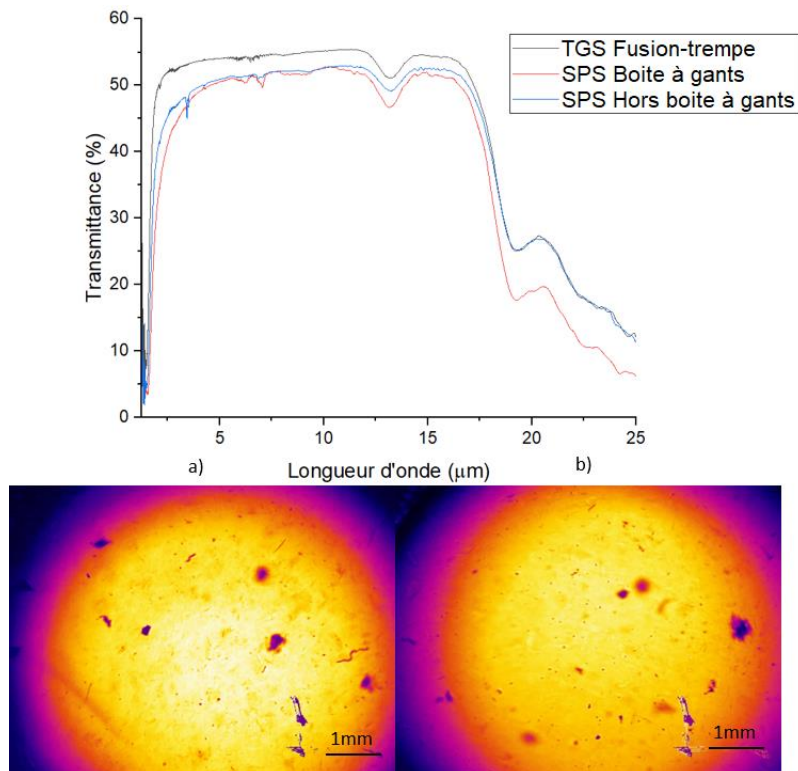 60
50
40
30
20
10
0
Transmittance (%)
TGS Fusion-trempe
SPS Boite à gants
SPS Hors boite à gants
5
10
15
20
25
Longueur d'onde (μm)
a)
b)
1mm
1mm